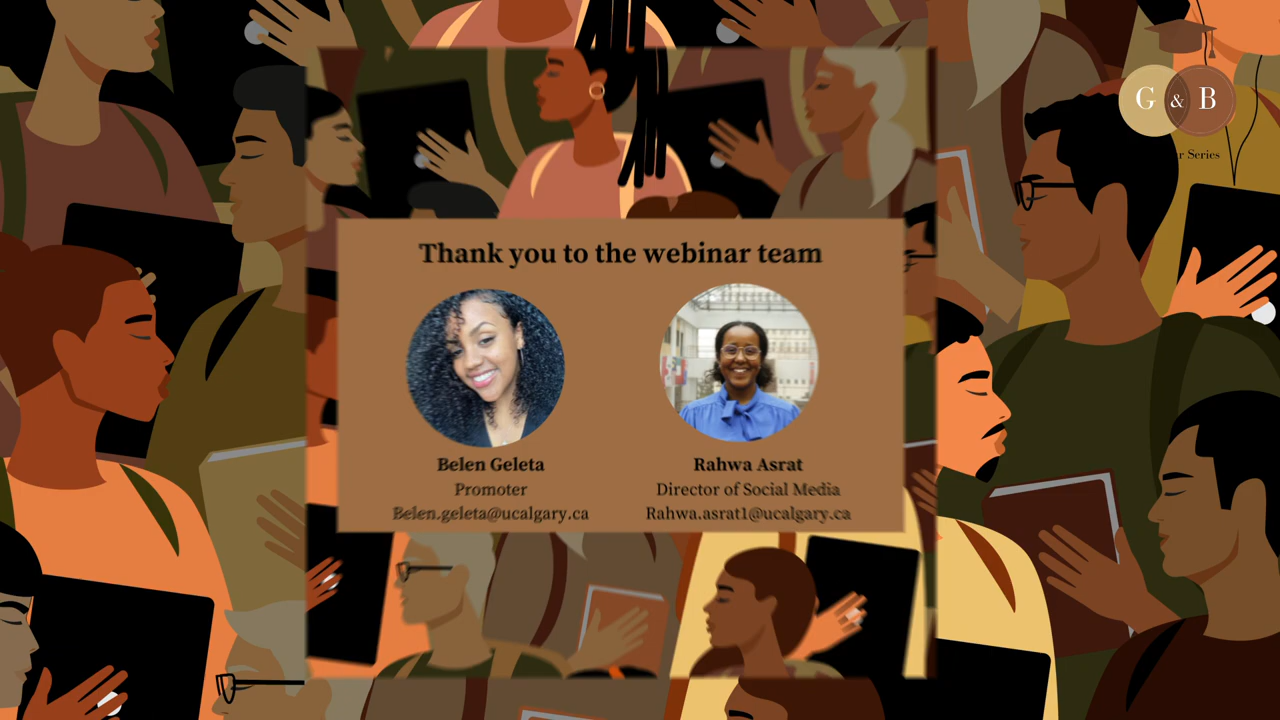 G & B
r Series
Thank you to the webinar team
Belen Geleta
Rahwa Asrat
Promoter
Director of Social Media
Belen.geleta@ucalgary.ca
Rahwa.asrat1@ucalgary.ca